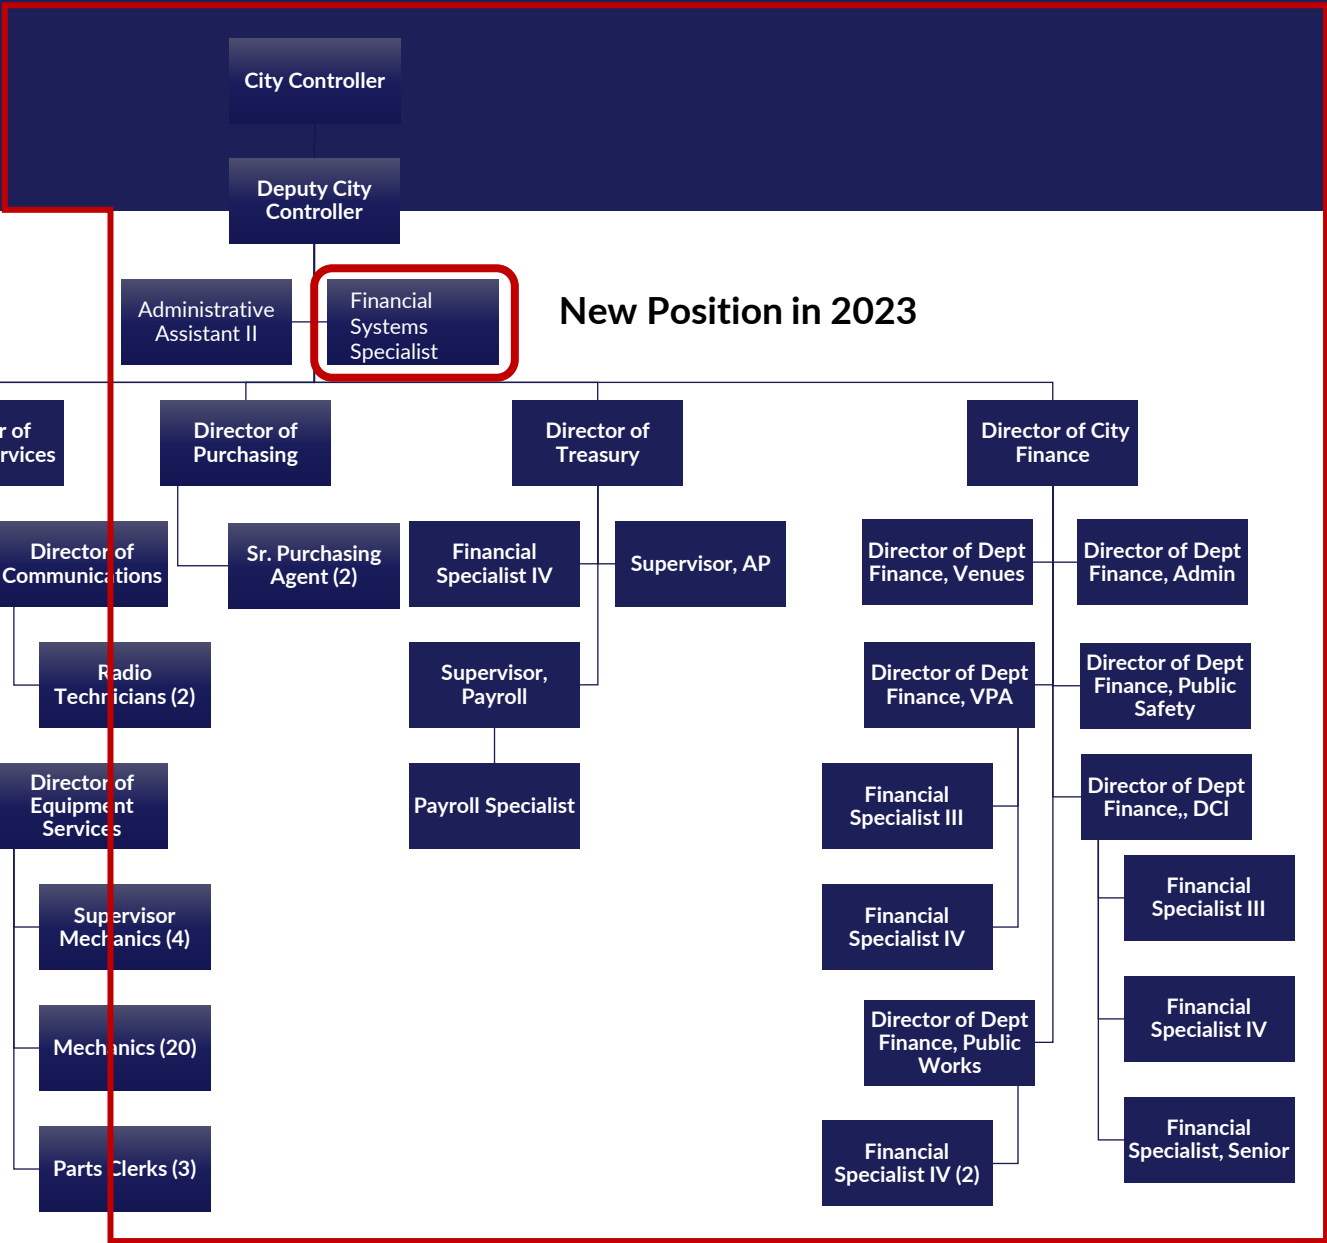 City Controller
Deputy City
Controller
Administrative
Assistant II
Financial
Systems
Specialist
New Position in 2023
r of
rvices
Director of
Purchasing
Director of
Treasury
Director of City
Finance
Director of
Communications
Sr. Purchasing
Agent (2)
Financial
Specialist IV
Supervisor, AP
Director of Dept
Finance, Venues
Director of Dept
Finance, Admin
Radio
Technicians (2)
Supervisor,
Payroll
Director of Dept
Finance, VPA
Director of Dept
Finance, Public
Safety
Director of
Equipment
Services
Payroll Specialist
Financial
Specialist III
Director of Dept
Finance,, DCI
Supervisor
Mechanics (4)
Financial
Specialist IV
Financial
Specialist III
Mechanics (20)
Director of Dept
Finance, Public
Works
Financial
Specialist IV
Parts Clerks (3)
Financial
Specialist IV (2)
Financial
Specialist, Senior